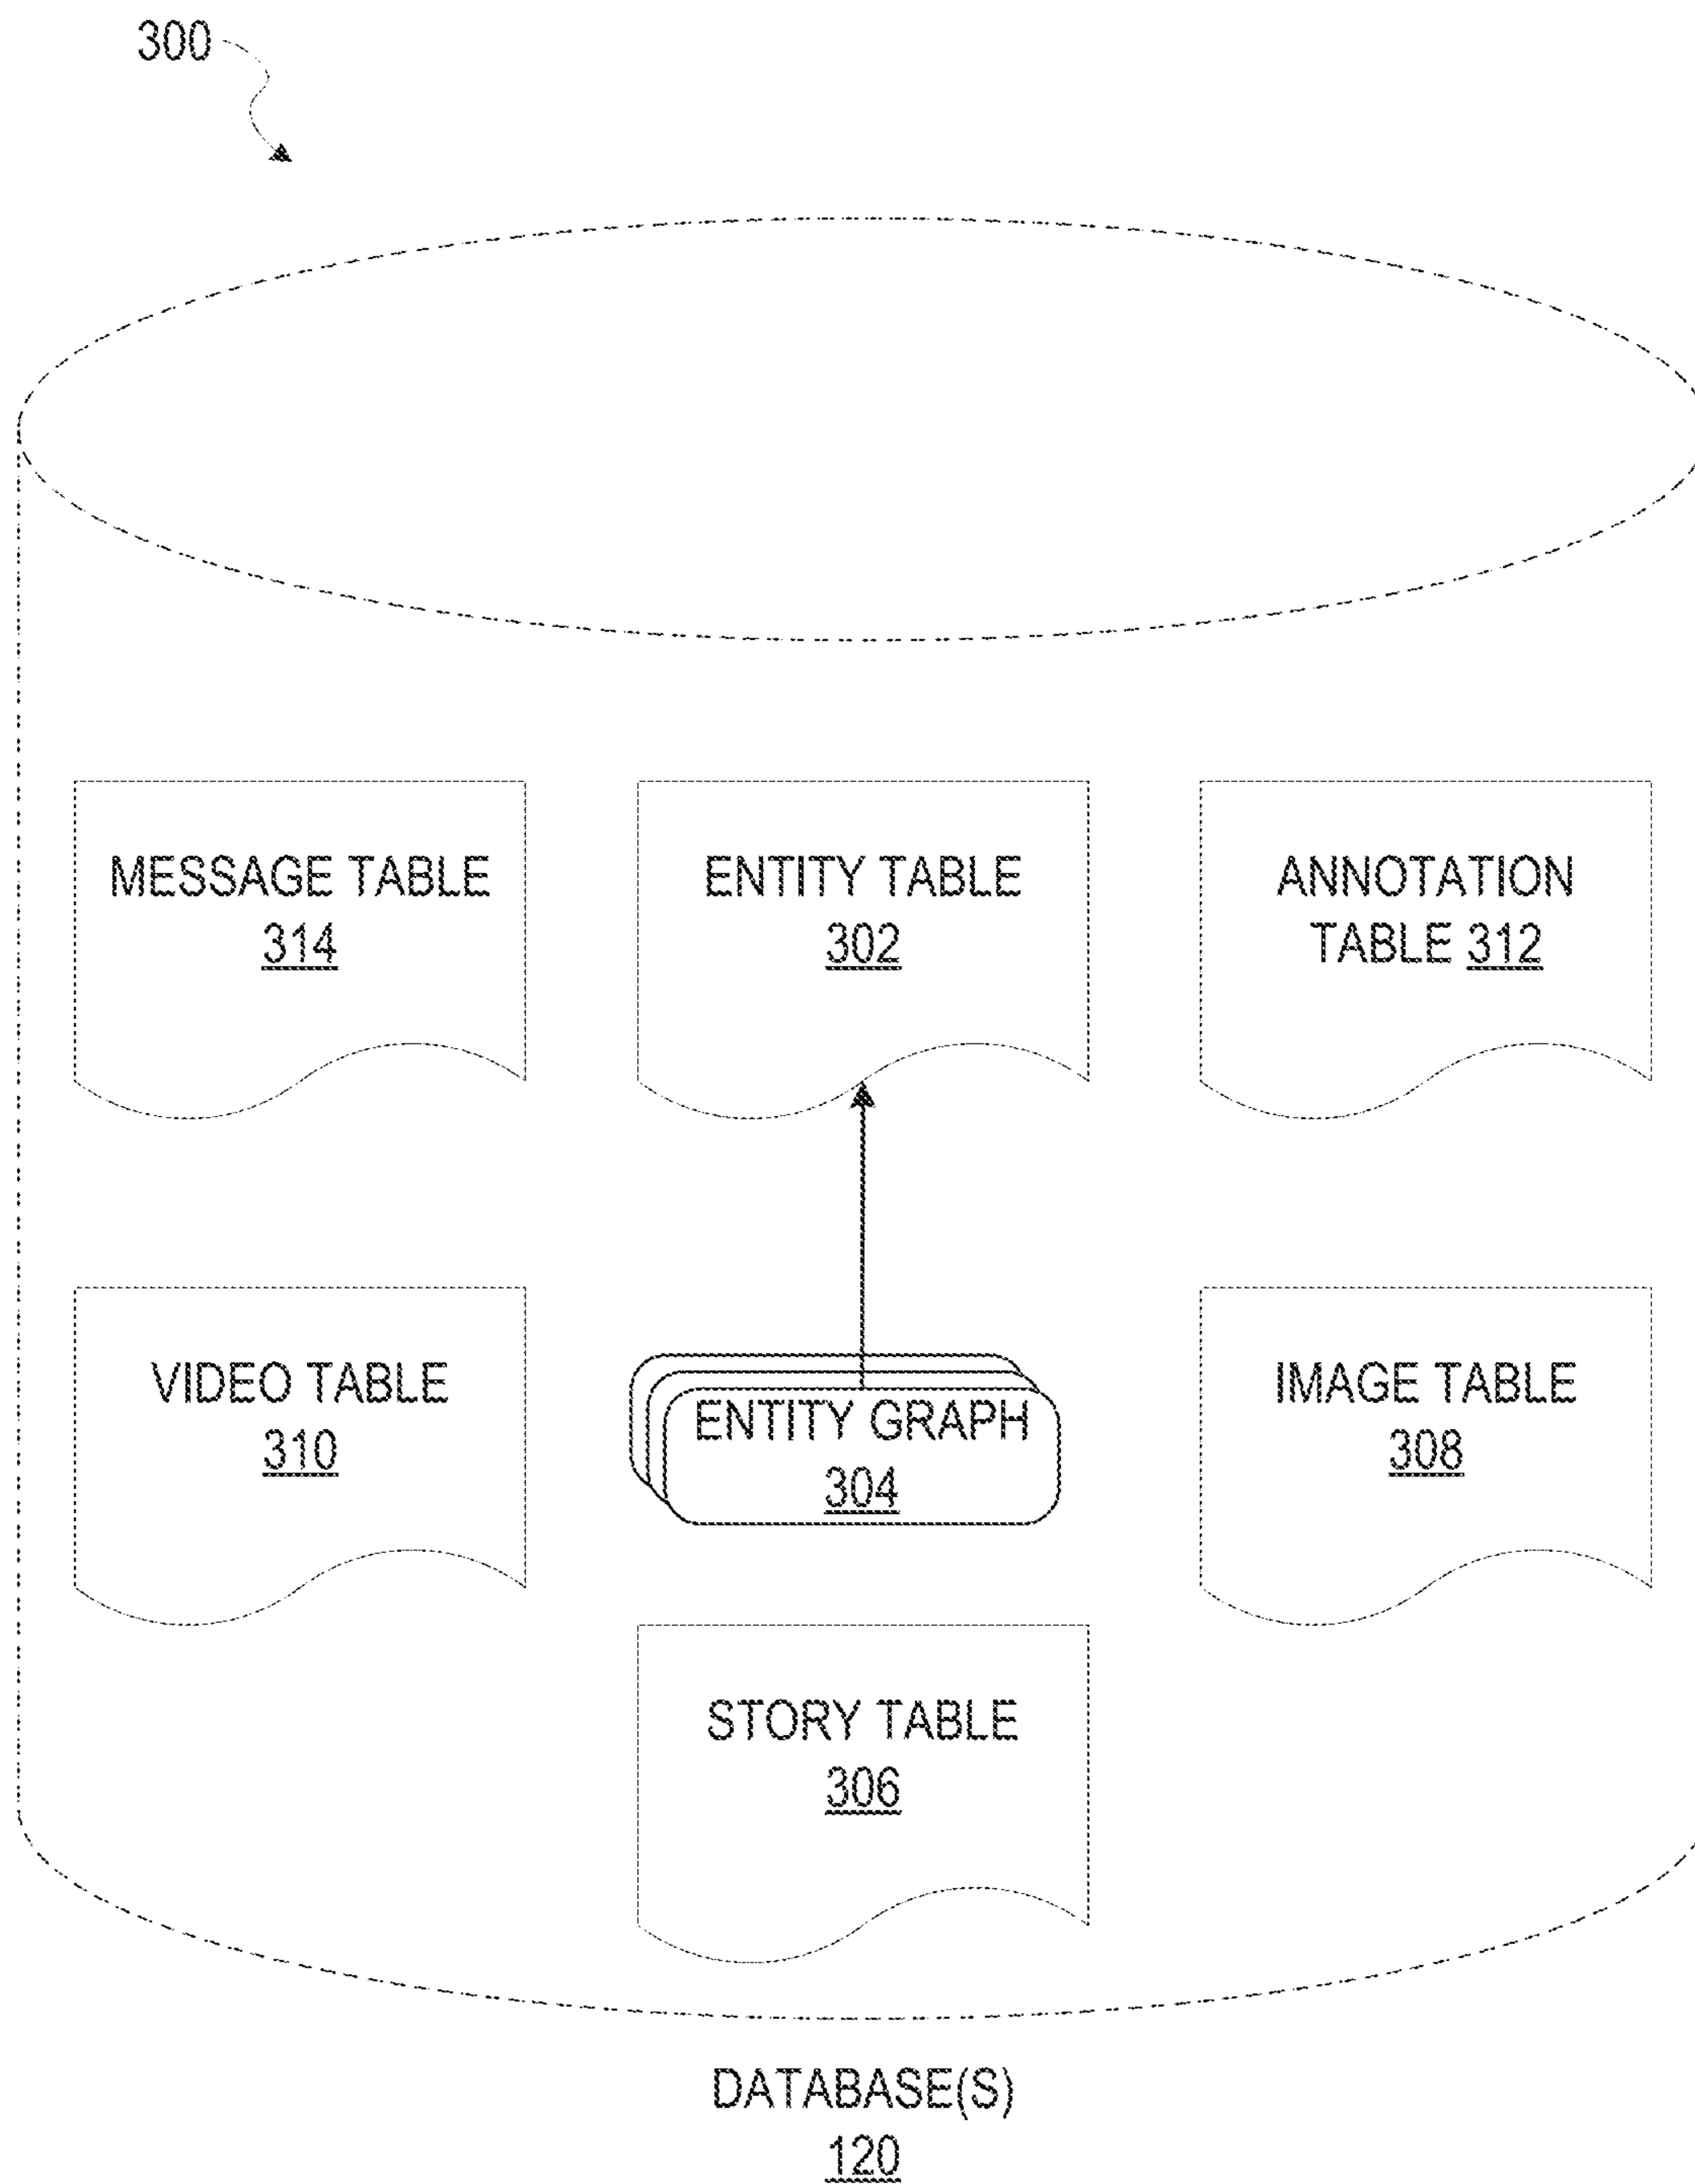 300
MESSAGE TABLE
314
ENTITY TABLE
302
ANNOTATION
TABLE 312
VIDEO TABLE
310
ENTITY GRAPH
304
IMAGE TABLE
308
STORY TABLE
306
DATABASE(S)
120